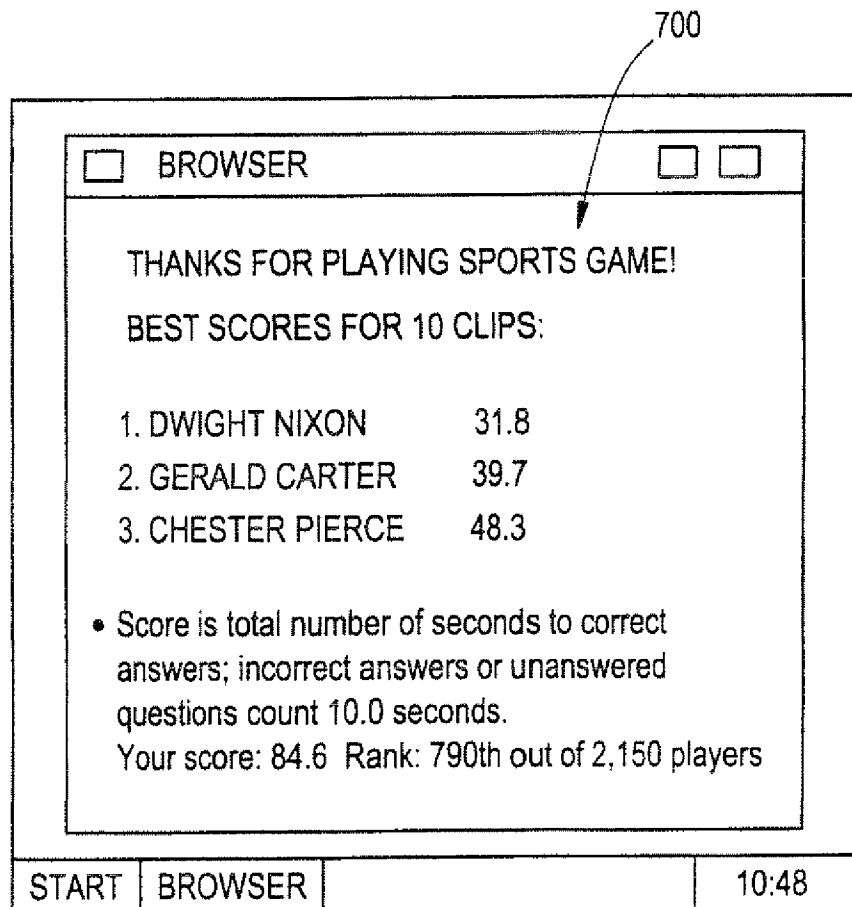 700
BROWSER
THANKS FOR PLAYING SPORTS GAME!
BEST SCORES FOR 10 CLIPS:
1. DWIGHT NIXON 31.8
2. GERALD CARTER 39.7
3. CHESTER PIERCE 48.3
• Score is total number of seconds to correct
answers; incorrect answers or unanswered
questions count 10.0 seconds.
Your score: 84.6 Rank: 790th out of 2,150 players
START BROWSER 10:48